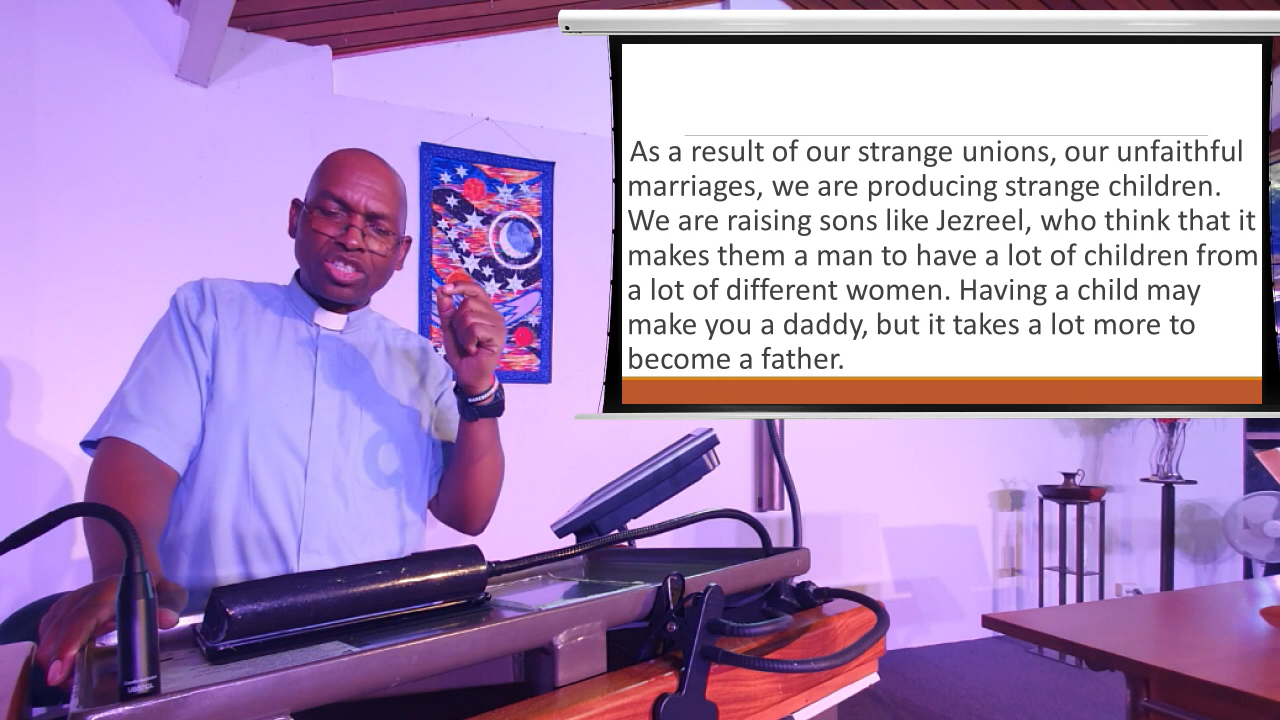 As a result of our strange unions, our unfaithful
marriages, we are producing strange children.
We are raising sons like Jezreel, who think that it
makes them a man to have a lot of children from
a lot of different women. Having a child may
make you a daddy, but it takes a lot more to
become a father.